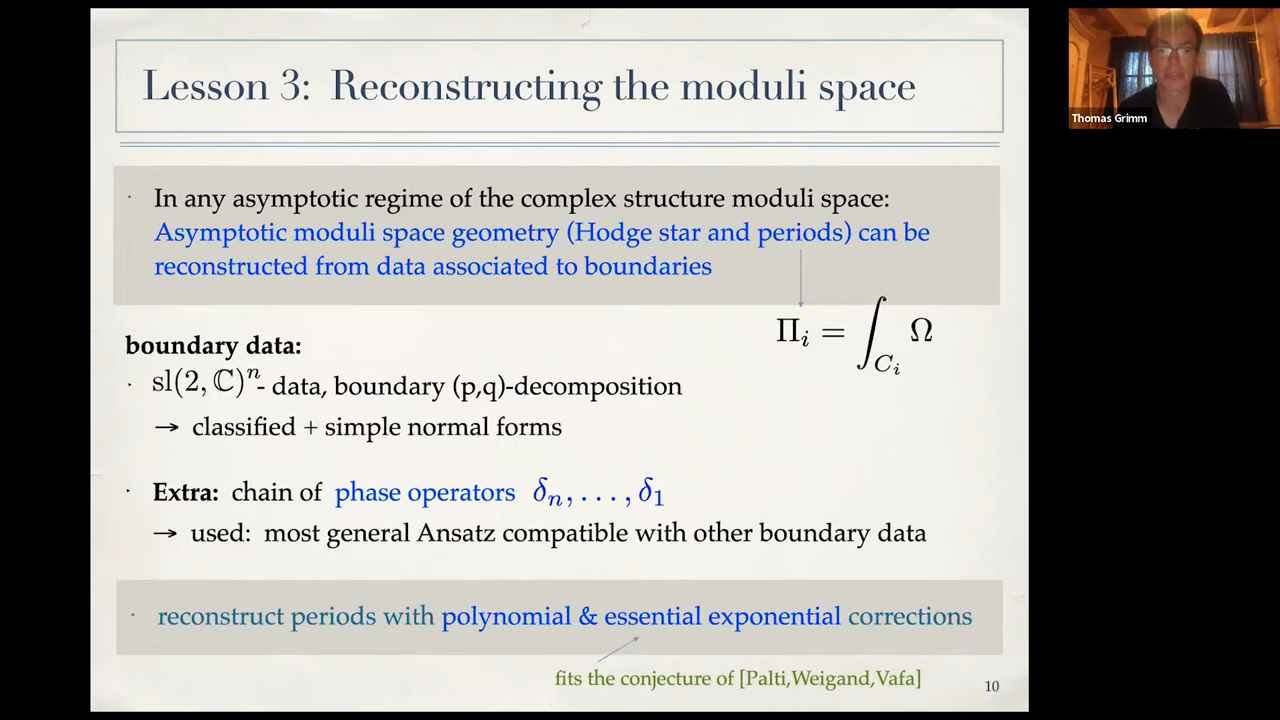 Lesson 3: Reconstructing the moduli space
· In any asymptotic regime of the complex structure moduli space:
Asymptotic moduli space geometry (Hodge star and periods) can be
reconstructed from data associated to boundaries
Π_i = ∫_{C_i} Ω
boundary data:
· sl(2, ℂ)^n - data, boundary (p,q)-decomposition
→ classified + simple normal forms
· Extra: chain of phase operators δ_n, . . . , δ_1
→ used: most general Ansatz compatible with other boundary data
· reconstruct periods with polynomial & essential exponential corrections
fits the conjecture of [Palti,Weigand,Vafa]
10
Thomas Grimm